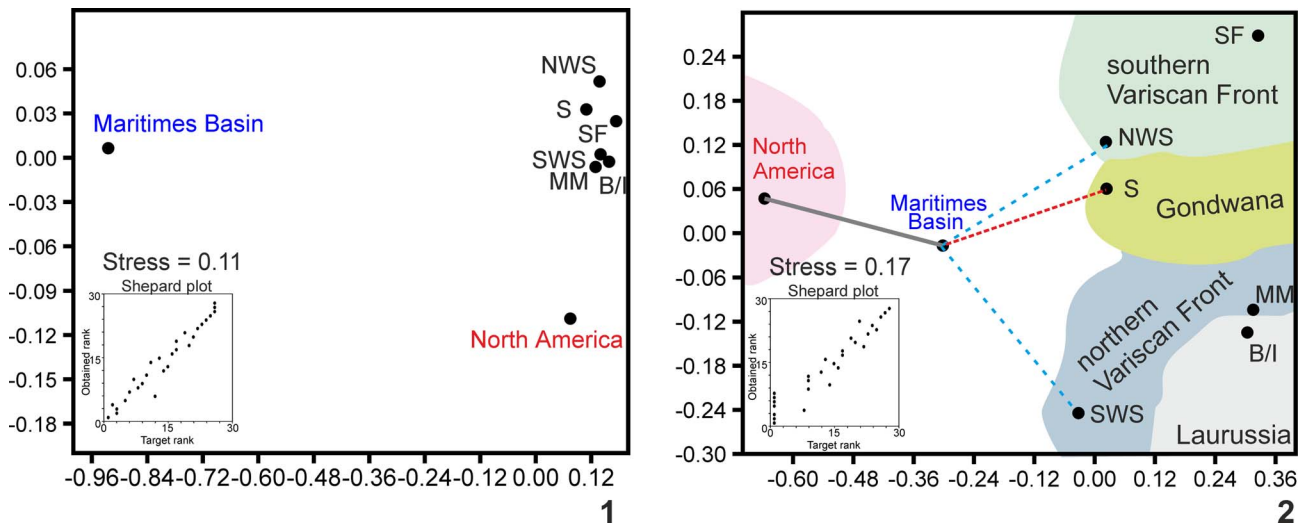 NWS
S
SF
SWS
MM
B/I
Maritimes Basin
North America
Stress = 0.11
Shepard plot
30
15
0
0
15
30
Obtained rank
Target rank
0.06
0.03
0.00
-0.03
-0.06
-0.09
-0.12
-0.15
-0.18
-0.96
-0.84
-0.72
-0.60
-0.48
-0.36
-0.24
-0.12
0.00
0.12
1
SF
southern
Variscan Front
NWS
S
Gondwana
North
America
Maritimes
Basin
Stress = 0.17
Shepard plot
30
15
0
0
15
30
Obtained rank
Target rank
northern
Variscan Front
MM
B/I
SWS
Laurussia
0.24
0.18
0.12
0.06
0.00
-0.06
-0.12
-0.18
-0.24
-0.30
-0.60
-0.48
-0.36
-0.24
-0.12
0.00
0.12
0.24
0.36
2